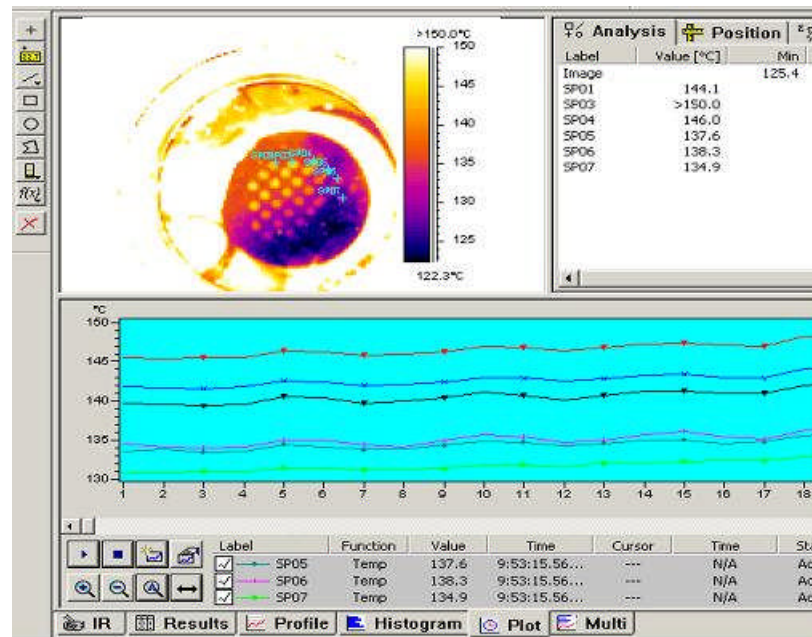 >150.0°C
150
145
140
135
130
125
122.3°C
SP04
SP05
SP07
Analysis Position
Label Value [°C] Min
Image 125.4
SP01 144.1
SP03 >150.0
SP04 146.0
SP05 137.6
SP06 138.3
SP07 134.9
f(x)
°C
150
145
140
135
130
1 2 3 4 5 6 7 8 9 10 11 12 13 14 15 16 17 18
Label Function Value Time Cursor Time
SP05 Temp 137.6 9:53:15.56... --- N/A
SP06 Temp 138.3 9:53:15.56... --- N/A
SP07 Temp 134.9 9:53:15.56... --- N/A
IR Results Profile Histogram Plot Multi